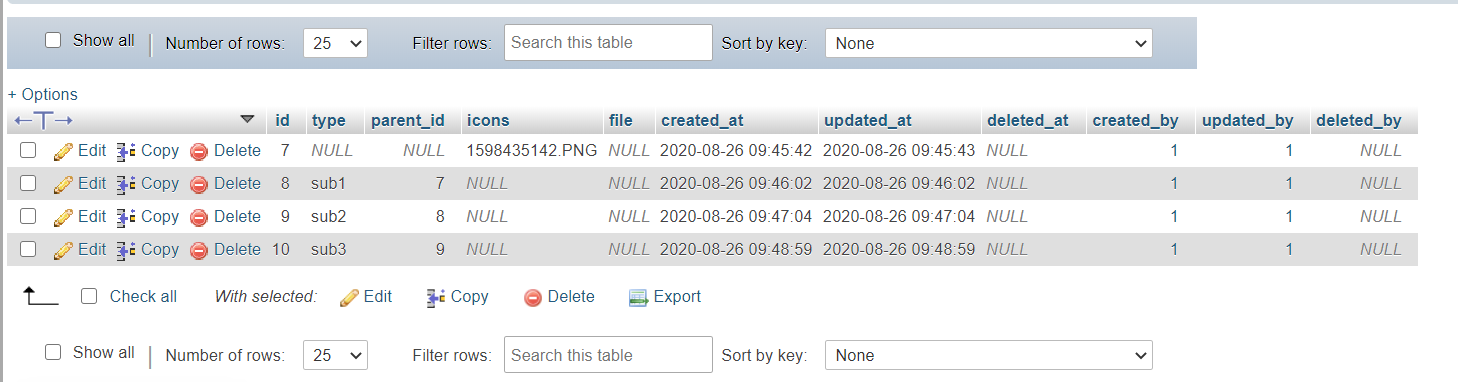 Show all Number of rows: 25 Filter rows: Search this table Sort by key: None
+ Options
id type parent_id icons file created_at updated_at deleted_at created_by updated_by deleted_by
Edit Copy Delete 7 NULL NULL 1598435142.PNG NULL 2020-08-26 09:45:42 2020-08-26 09:45:43 NULL 1 1 NULL
Edit Copy Delete 8 sub1 7 NULL NULL 2020-08-26 09:46:02 2020-08-26 09:46:02 NULL 1 1 NULL
Edit Copy Delete 9 sub2 8 NULL NULL 2020-08-26 09:47:04 2020-08-26 09:47:04 NULL 1 1 NULL
Edit Copy Delete 10 sub3 9 NULL NULL 2020-08-26 09:48:59 2020-08-26 09:48:59 NULL 1 1 NULL
Check all With selected: Edit Copy Delete Export
Show all Number of rows: 25 Filter rows: Search this table Sort by key: None